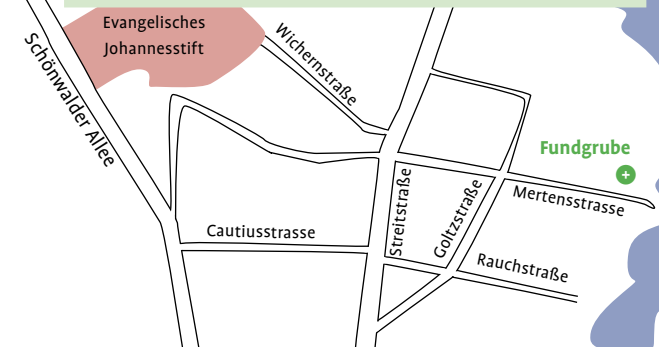 Evangelisches
Johannesstift
Wichernstraße
Schönwalder Allee
Fundgrube
Mertensstrasse
Streitstraße
Goltzstraße
Cautiusstrasse
Rauchstraße